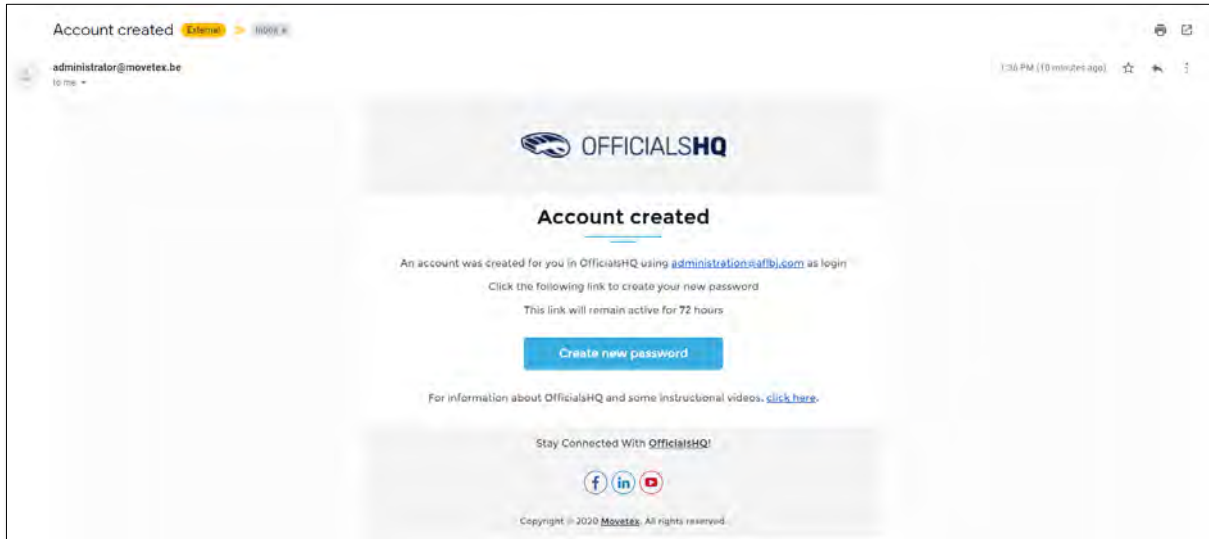 Account created External Inbox x
administrator@movetex.be
1:36 PM (10 minutes ago)
to me
OFFICIALSHQ
Account created
An account was created for you in OfficialsHQ using administration@aflbj.com as login
Click the following link to create your new password
This link will remain active for 72 hours
Create new password
For information about OfficialsHQ and some instructional videos, click here.
Stay Connected With OfficialsHQ!
f in
Copyright © 2020 Movetex. All rights reserved.